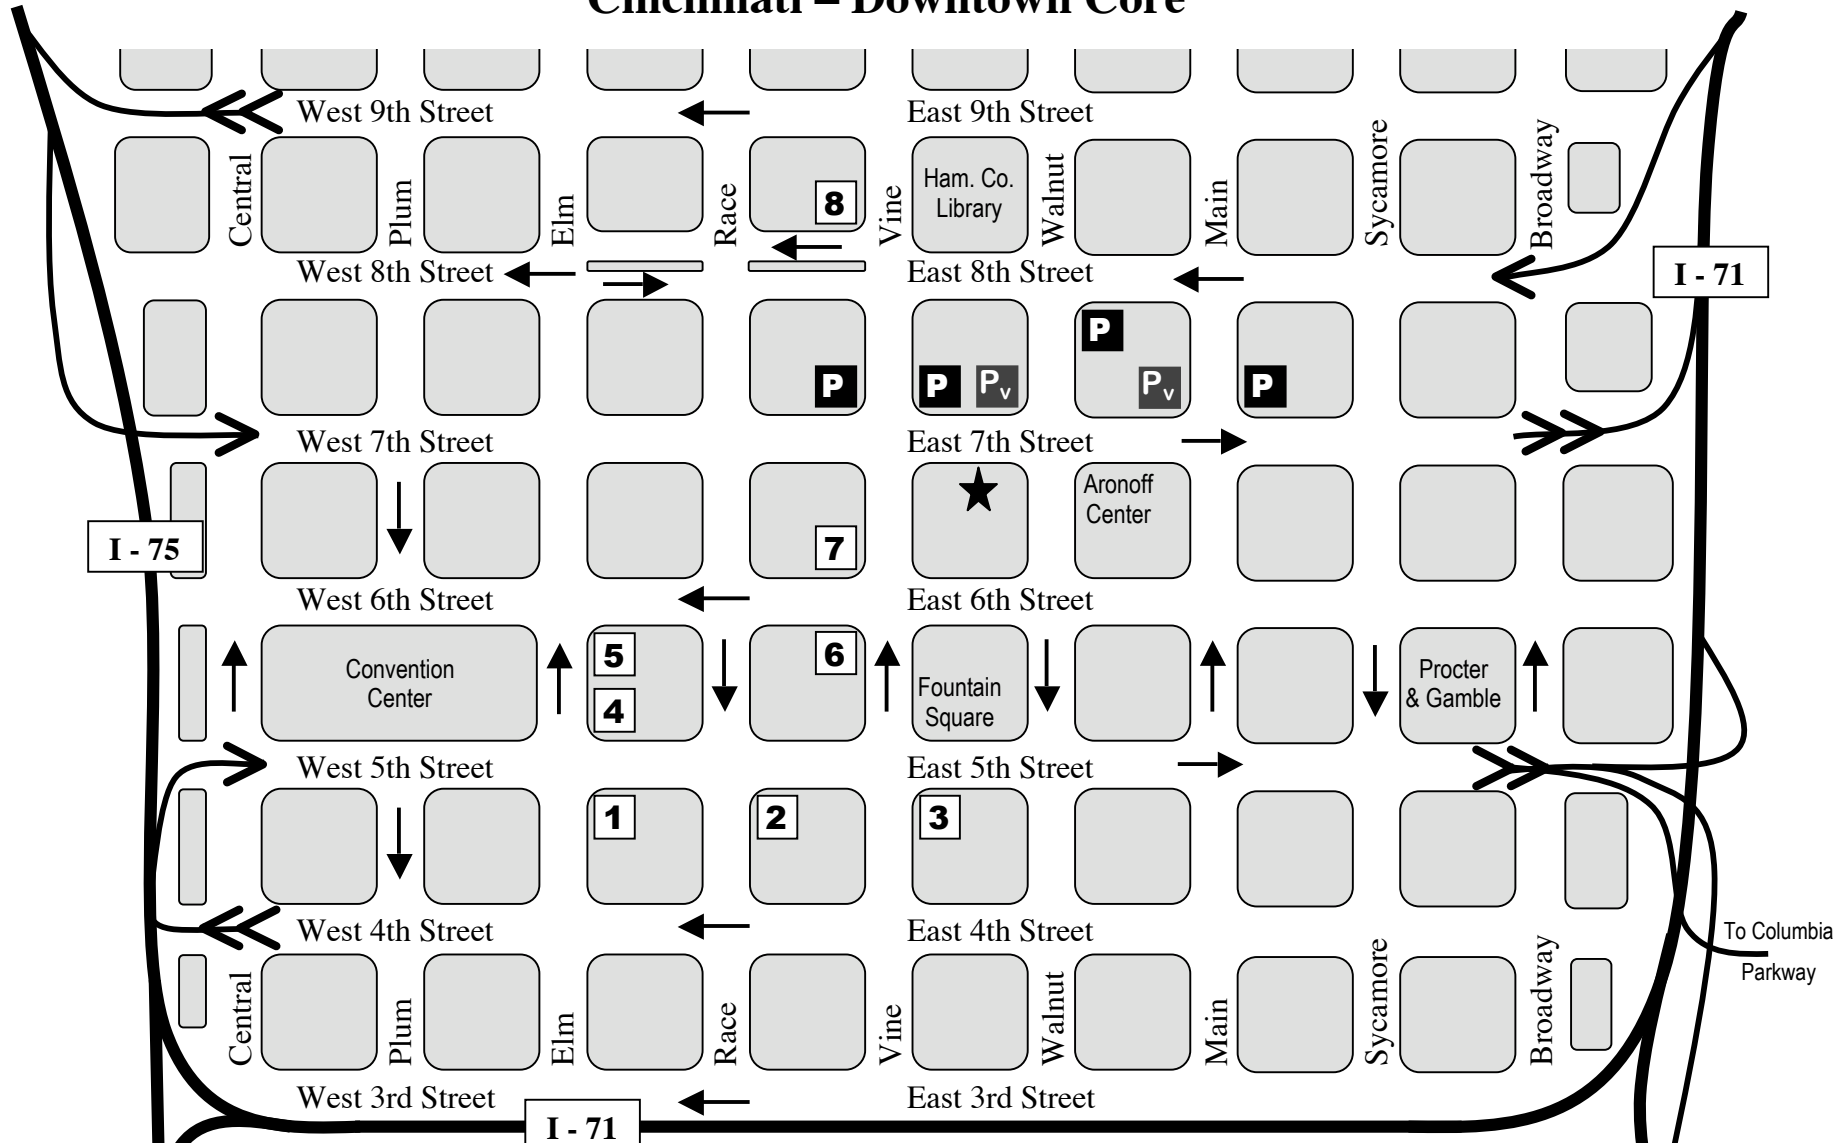 Cincinnati – Downtown Core
West 9th Street
East 9th Street
Central
Plum
Elm
Race
8
Vine
Ham. Co.
Library
Walnut
Main
Sycamore
Broadway
West 8th Street
East 8th Street
I - 71
P
P
P
Pv
Pv
P
West 7th Street
East 7th Street
Aronoff
Center
I - 75
7
West 6th Street
East 6th Street
Convention
Center
5
4
6
Fountain
Square
Procter
& Gamble
West 5th Street
East 5th Street
1
2
3
West 4th Street
East 4th Street
To Columbia
Parkway
Central
Plum
Elm
Race
Vine
Walnut
Main
Sycamore
Broadway
West 3rd Street
East 3rd Street
I - 71